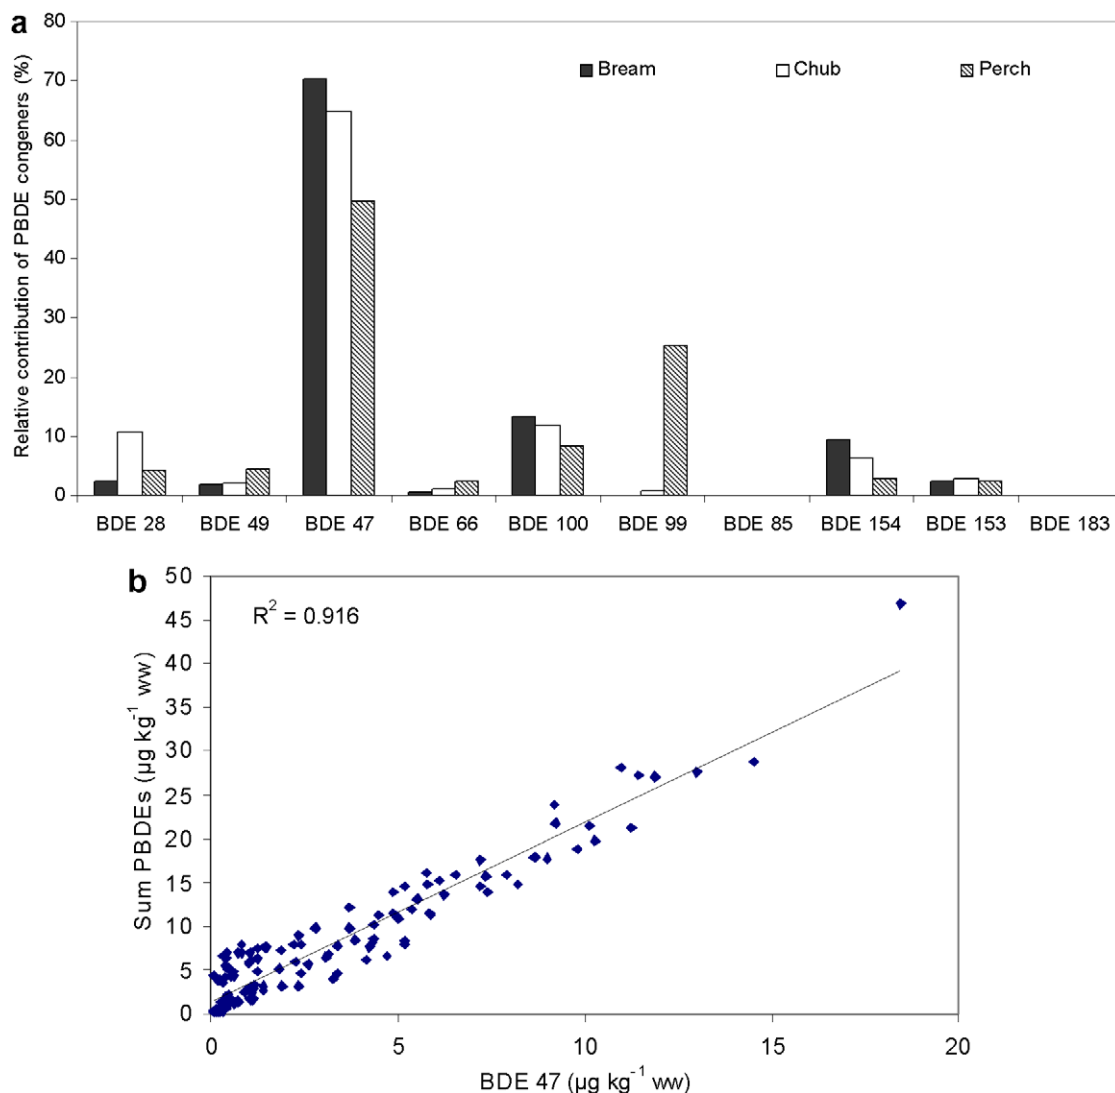 a
Relative contribution of PBDE congeners (%)
80
70
60
50
40
30
20
10
0
Bream Chub Perch
BDE 28 BDE 49 BDE 47 BDE 66 BDE 100 BDE 99 BDE 85 BDE 154 BDE 153 BDE 183
b
Sum PBDEs (µg kg⁻¹ ww)
50
45
40
35
30
25
20
15
10
5
0
R² = 0.916
0 5 10 15 20
BDE 47 (µg kg⁻¹ ww)